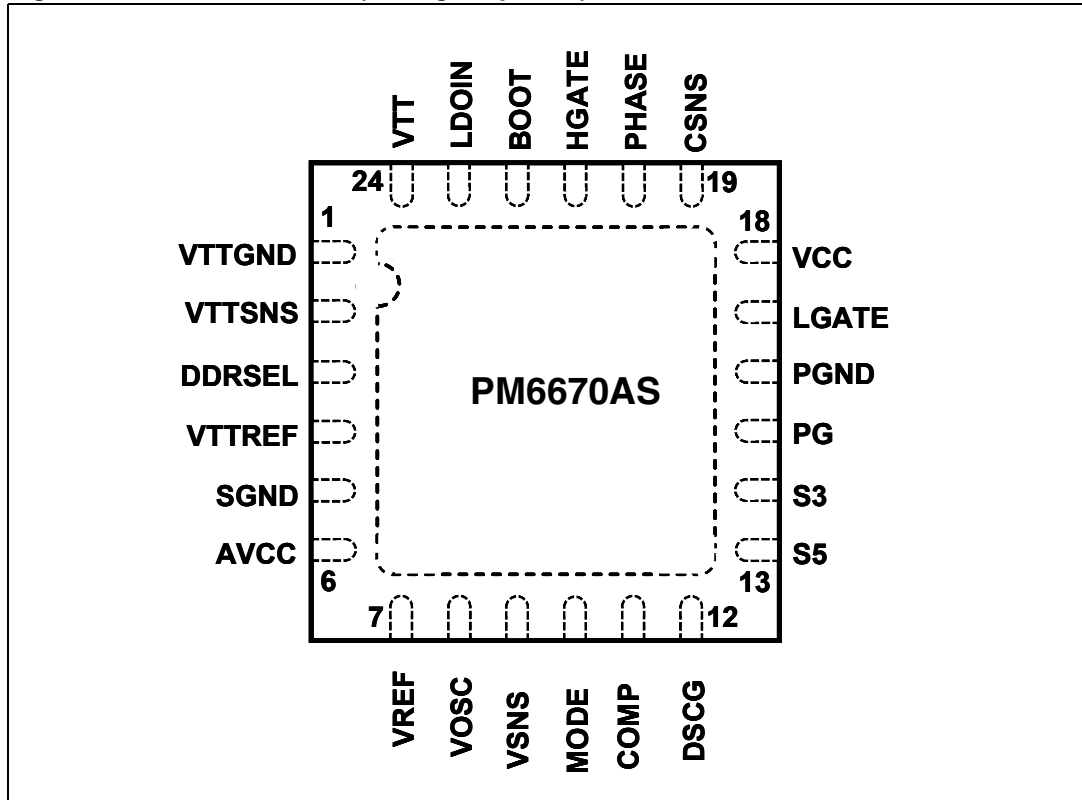 VTT
LDOIN
BOOT
HGATE
PHASE
CSNS
24
19
1
18
VTTGND
VCC
VTTSNS
LGATE
DDRSEL
PGND
PM6670AS
VTTREF
PG
SGND
S3
AVCC
S5
6
13
7
12
VREF
VOSC
VSNS
MODE
COMP
DSCG